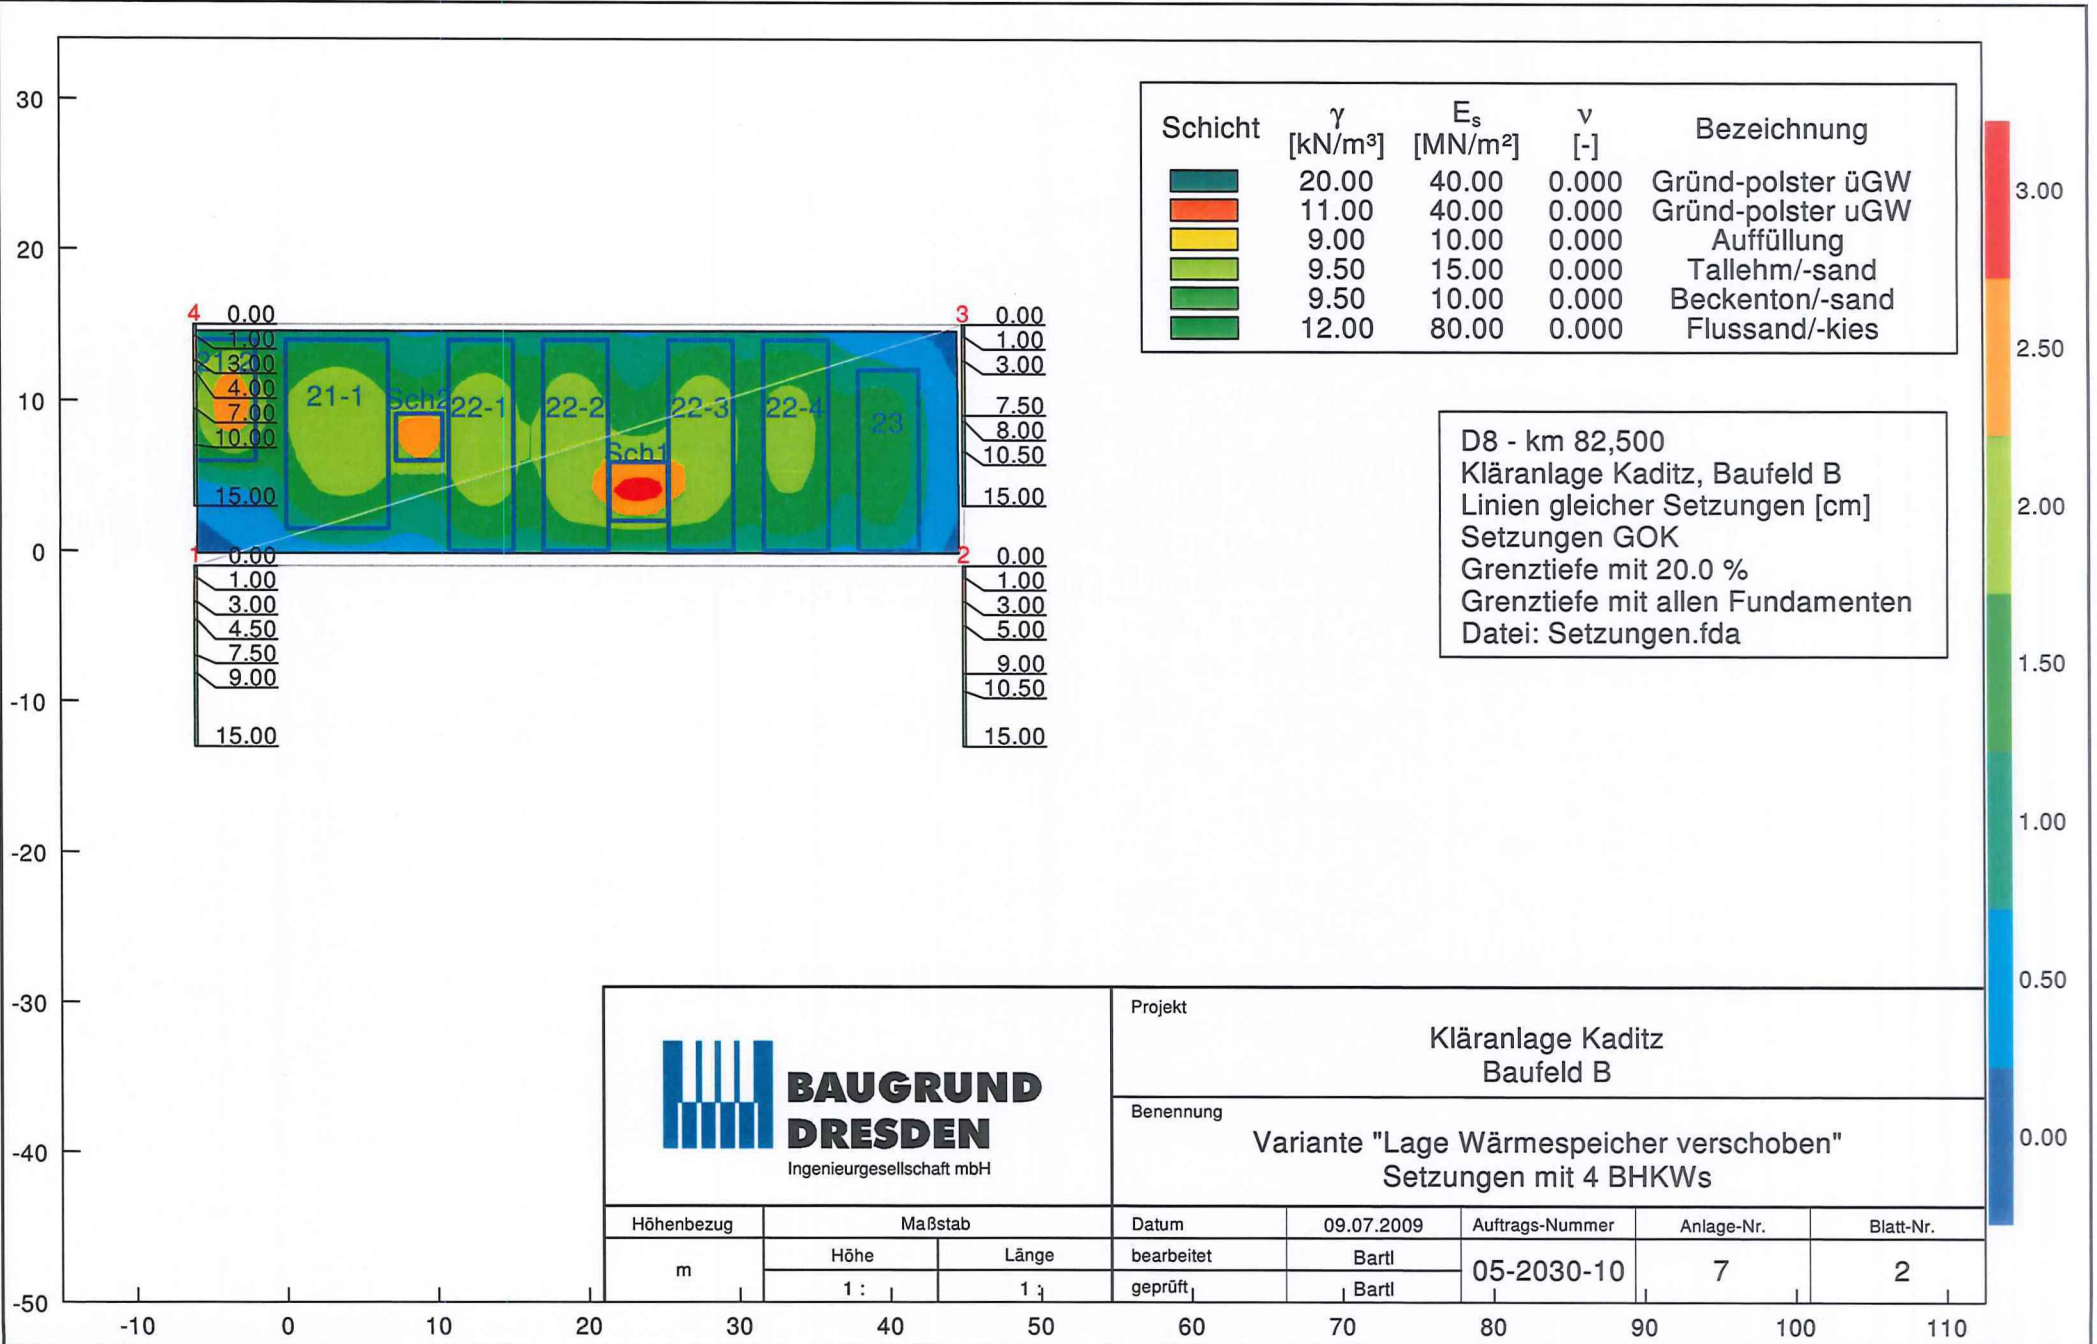 30
20
10
0
-10
-20
-30
-40
-50
-10
0
10
20
30
40
50
60
70
80
90
100
110
Schicht γ [kN/m³] Es [MN/m²] ν [-] Bezeichnung
20.00 40.00 0.000 Gründ-polster üGW
11.00 40.00 0.000 Gründ-polster uGW
9.00 10.00 0.000 Auffüllung
9.50 15.00 0.000 Tallehm/-sand
9.50 10.00 0.000 Beckenton/-sand
12.00 80.00 0.000 Flussand/-kies
3.00
2.50
2.00
1.50
1.00
0.50
0.00
4
0.00
1.00
3.00
4.00
7.00
10.00
15.00
3
0.00
1.00
3.00
7.50
8.00
10.50
15.00
21-2
21-1
Sch2
22-1
22-2
Sch1
22-3
22-4
23
1
0.00
1.00
3.00
4.50
7.50
9.00
15.00
2
0.00
1.00
3.00
5.00
9.00
10.50
15.00
D8 - km 82,500
Kläranlage Kaditz, Baufeld B
Linien gleicher Setzungen [cm]
Setzungen GOK
Grenztiefe mit 20.0 %
Grenztiefe mit allen Fundamenten
Datei: Setzungen.fda
BAUGRUND
DRESDEN
Ingenieurgesellschaft mbH
Projekt
Kläranlage Kaditz
Baufeld B
Benennung
Variante "Lage Wärmespeicher verschoben"
Setzungen mit 4 BHKWs
Höhenbezug Maßstab
m Höhe Länge
1 : 1 :
Datum 09.07.2009 Auftrags-Nummer Anlage-Nr. Blatt-Nr.
bearbeitet Bartl 05-2030-10 7 2
geprüft Bartl